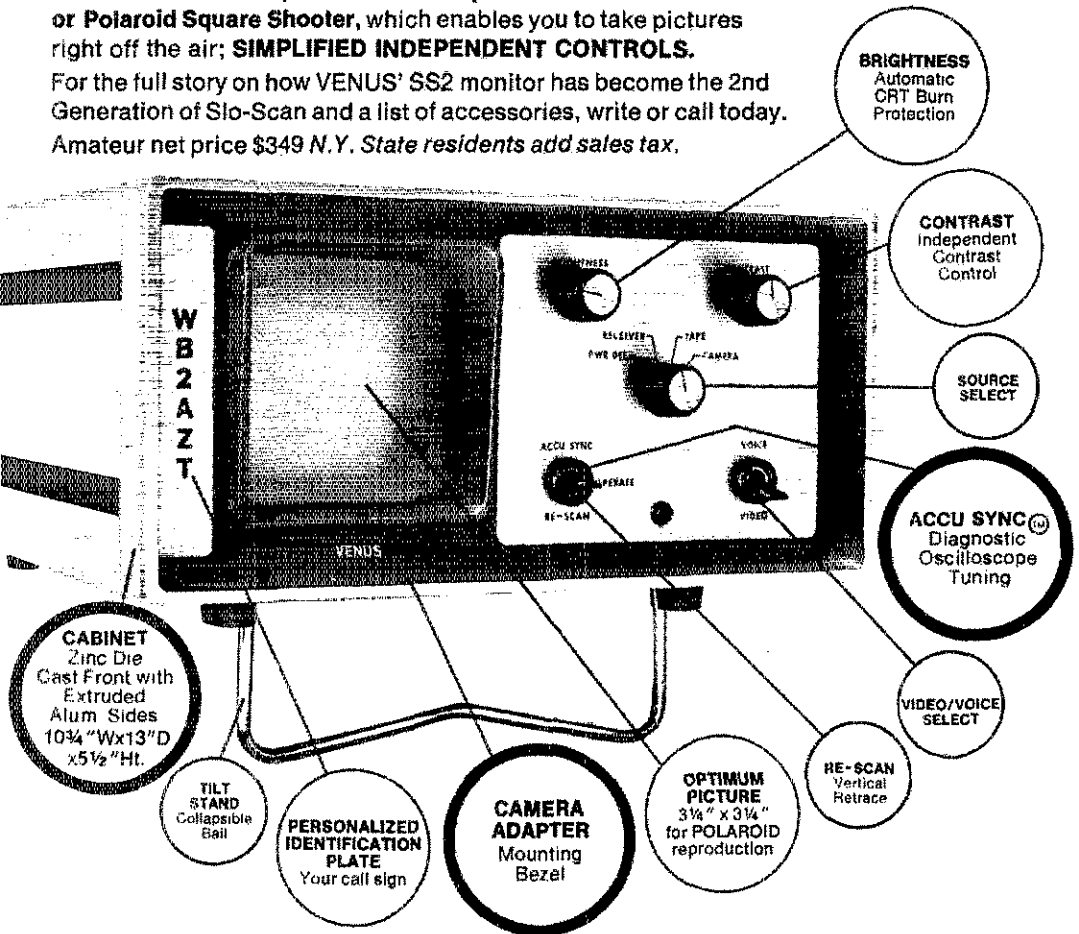 or Polaroid Square Shooter, which enables you to take pictures
right off the air; SIMPLIFIED INDEPENDENT CONTROLS.
For the full story on how VENUS' SS2 monitor has become the 2nd
Generation of Slo-Scan and a list of accessories, write or call today.
Amateur net price $349 N.Y. State residents add sales tax.
BRIGHTNESS
Automatic
CRT Burn
Protection
CONTRAST
Independent
Contrast
Control
SOURCE
SELECT
ACCU SYNC TM
Diagnostic
Oscilloscope
Tuning
VIDEO/VOICE
SELECT
RE-SCAN
Vertical
Retrace
OPTIMUM
PICTURE
3¼" x 3¼"
for POLAROID
reproduction
CAMERA
ADAPTER
Mounting
Bezel
PERSONALIZED
IDENTIFICATION
PLATE
Your call sign
TILT
STAND
Collapsible
Bail
CABINET
Zinc Die
Cast Front with
Extruded
Alum Sides
10¾"Wx13"D
x5½"Ht.
WB2AZT
VENUS
RECEIVER
TAPE
PWR OFF
CAMERA
ACCU SYNC
RE-SCAN
VOICE
VIDEO